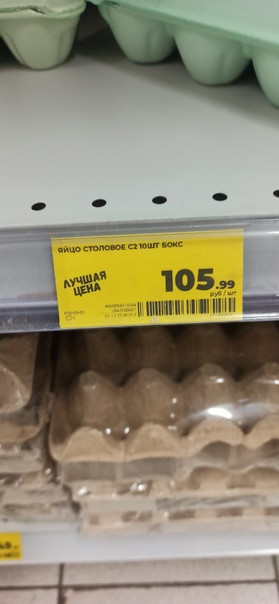 ЯЙЦО СТОЛОВОЕ С2 10ШТ БОКС
ЛУЧШАЯ
ЦЕНА
105.99
руб / шт